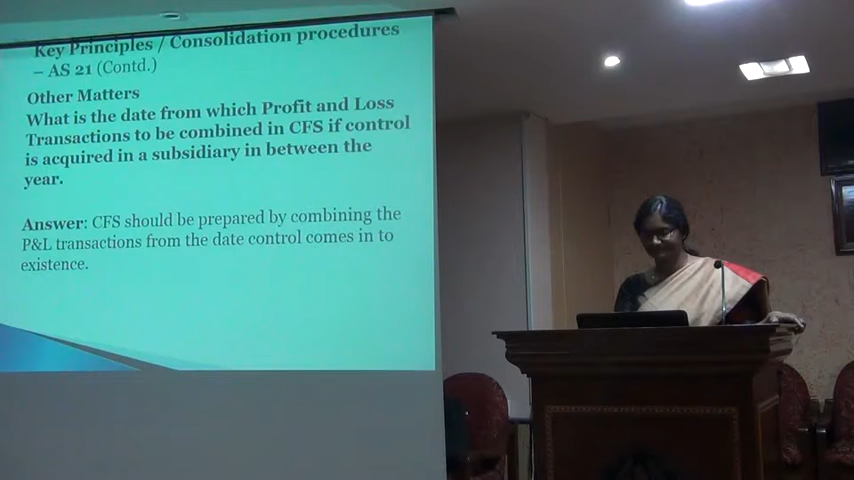 Key Principles / Consolidation procedures
– AS 21 (Contd.)
Other Matters
What is the date from which Profit and Loss
Transactions to be combined in CFS if control
is acquired in a subsidiary in between the
year.
Answer: CFS should be prepared by combining the
P&L transactions from the date control comes in to
existence.